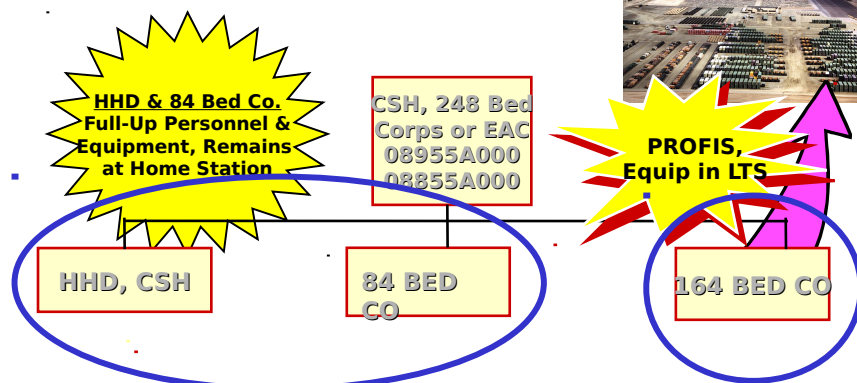 HHD & 84 Bed Co.
Full-Up Personnel &
Equipment, Remains
at Home Station
CSH, 248 Bed
Corps or EAC
08955A000
08855A000
PROFIS,
Equip in LTS
HHD, CSH
84 BED
CO
164 BED CO